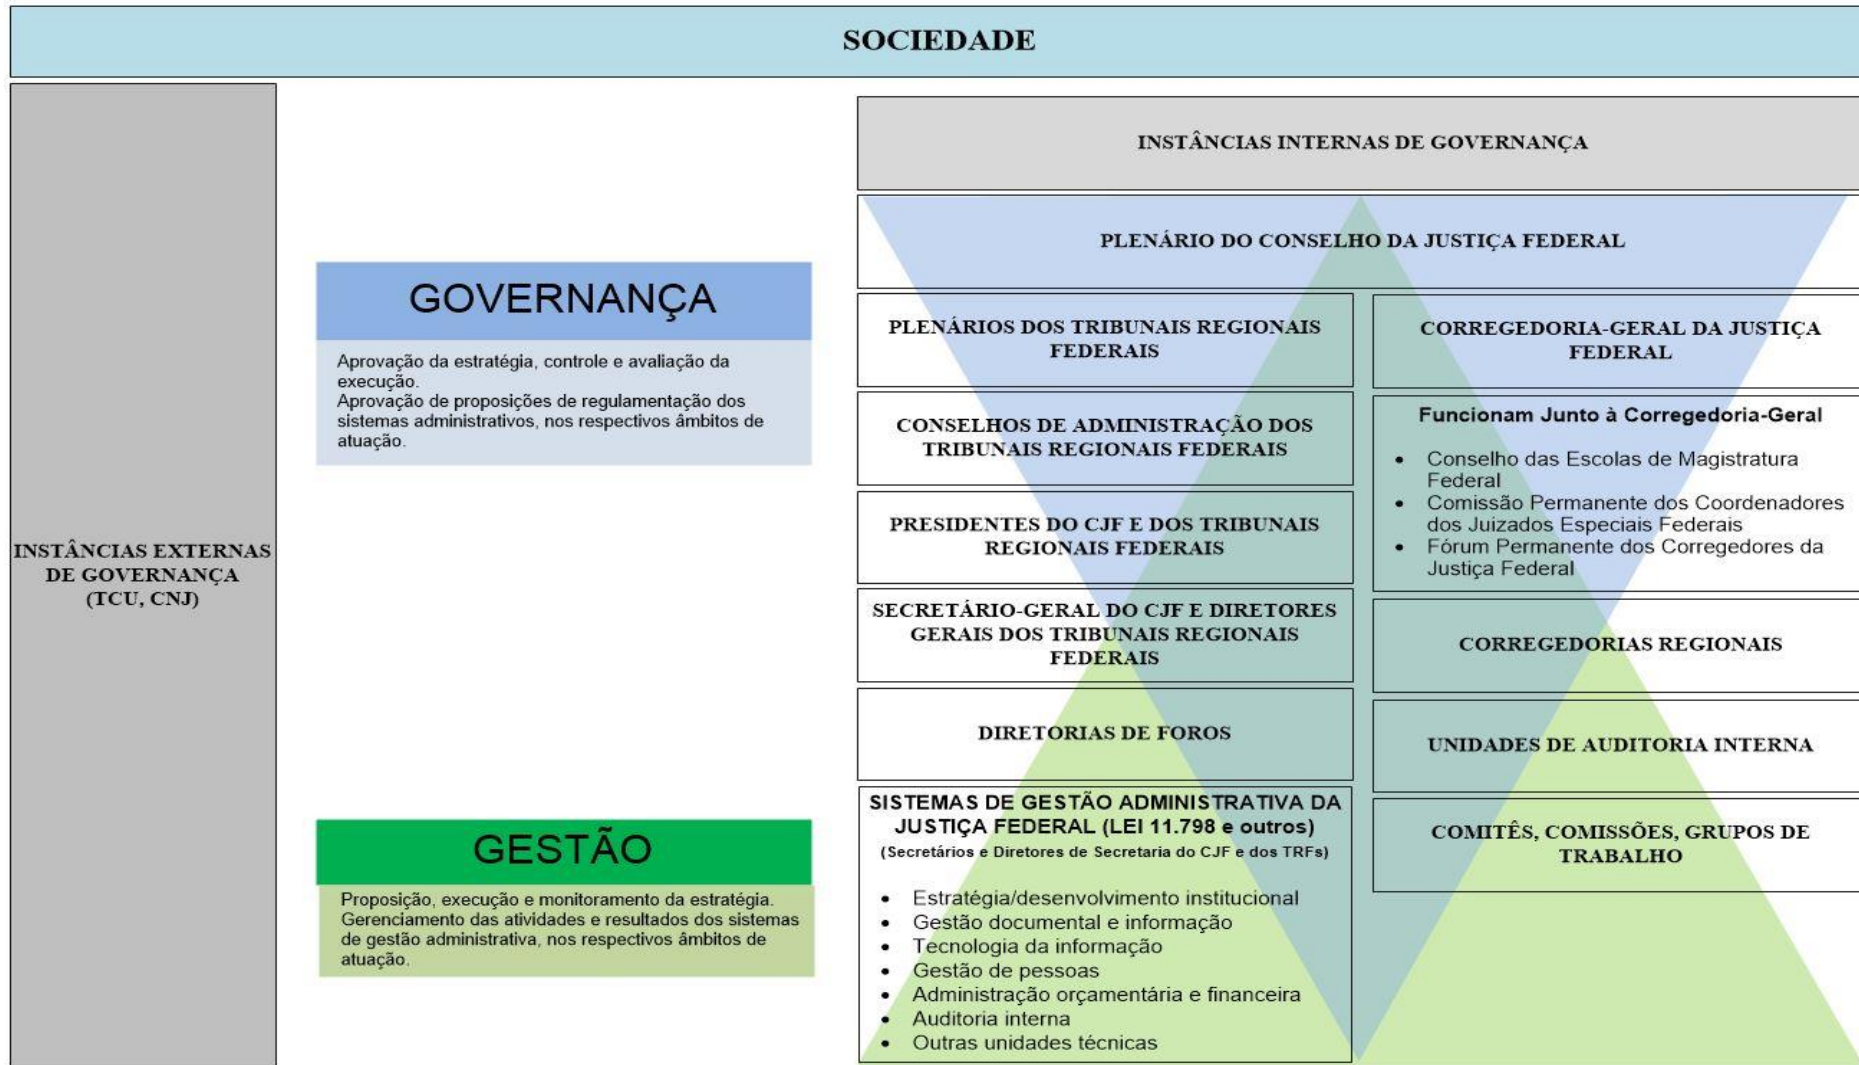 SOCIEDADE
INSTÂNCIAS EXTERNAS
DE GOVERNANÇA
(TCU, CNJ)
GOVERNANÇA
Aprovação da estratégia, controle e avaliação da
execução.
Aprovação de proposições de regulamentação dos
sistemas administrativos, nos respectivos âmbitos de
atuação.
GESTÃO
Proposição, execução e monitoramento da estratégia.
Gerenciamento das atividades e resultados dos sistemas
de gestão administrativa, nos respectivos âmbitos de
atuação.
INSTÂNCIAS INTERNAS DE GOVERNANÇA
PLENÁRIO DO CONSELHO DA JUSTIÇA FEDERAL
PLENÁRIOS DOS TRIBUNAIS REGIONAIS
FEDERAIS
CONSELHOS DE ADMINISTRAÇÃO DOS
TRIBUNAIS REGIONAIS FEDERAIS
PRESIDENTES DO CJF E DOS TRIBUNAIS
REGIONAIS FEDERAIS
SECRETÁRIO-GERAL DO CJF E DIRETORES
GERAIS DOS TRIBUNAIS REGIONAIS
FEDERAIS
DIRETORIAS DE FOROS
SISTEMAS DE GESTÃO ADMINISTRATIVA DA
JUSTIÇA FEDERAL (LEI 11.798 e outros)
(Secretários e Diretores de Secretaria do CJF e dos TRFs)
• Estratégia/desenvolvimento institucional
• Gestão documental e informação
• Tecnologia da informação
• Gestão de pessoas
• Administração orçamentária e financeira
• Auditoria interna
• Outras unidades técnicas
CORREGEDORIA-GERAL DA JUSTIÇA
FEDERAL
Funcionam Junto à Corregedoria-Geral
• Conselho das Escolas de Magistratura
Federal
• Comissão Permanente dos Coordenadores
dos Juizados Especiais Federais
• Fórum Permanente dos Corregedores da
Justiça Federal
CORREGEDORIAS REGIONAIS
UNIDADES DE AUDITORIA INTERNA
COMITÊS, COMISSÕES, GRUPOS DE
TRABALHO